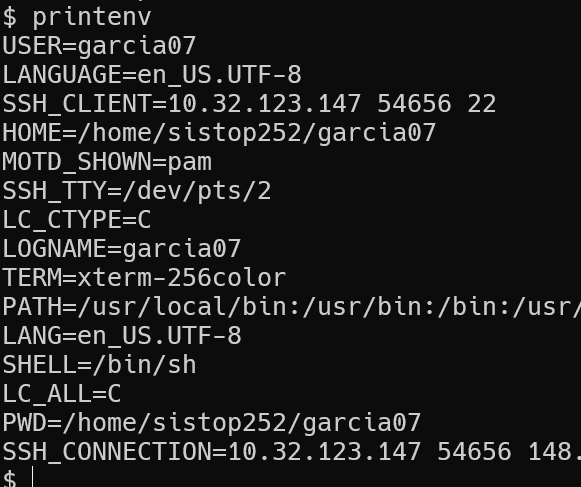 $ printenv
USER=garcia07
LANGUAGE=en_US.UTF-8
SSH_CLIENT=10.32.123.147 54656 22
HOME=/home/sistop252/garcia07
MOTD_SHOWN=pam
SSH_TTY=/dev/pts/2
LC_CTYPE=C
LOGNAME=garcia07
TERM=xterm-256color
PATH=/usr/local/bin:/usr/bin:/bin:/usr/
LANG=en_US.UTF-8
SHELL=/bin/sh
LC_ALL=C
PWD=/home/sistop252/garcia07
SSH_CONNECTION=10.32.123.147 54656 148.
$